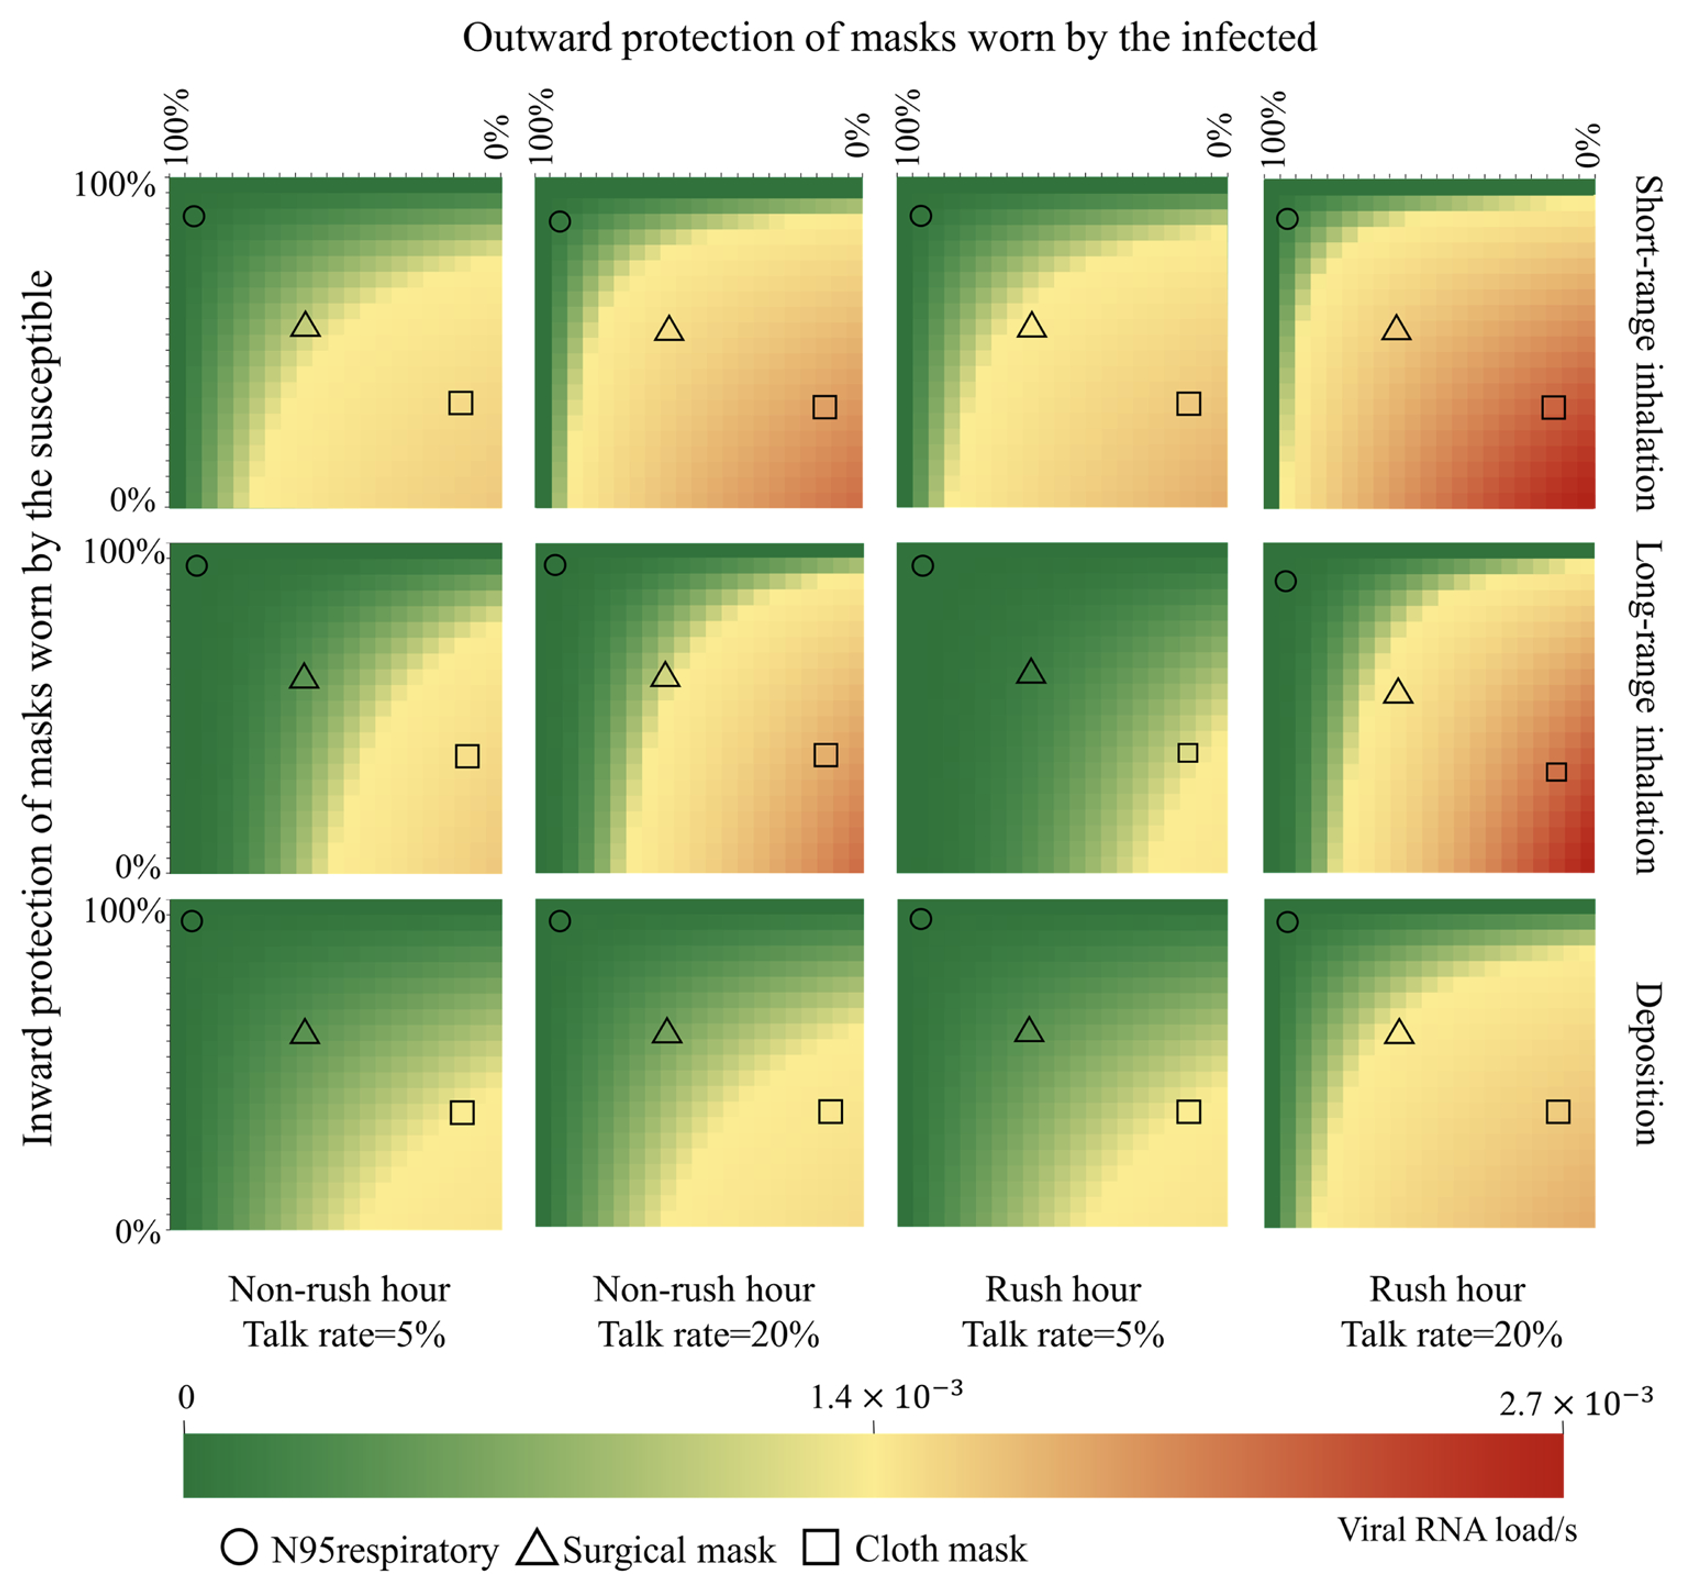 Outward protection of masks worn by the infected
100% 0% 100% 0% 100% 0% 100% 0%
Inward protection of masks worn by the susceptible
100%
0%
Short-range inhalation
100%
0%
Long-range inhalation
100%
0%
Deposition
Non-rush hour
Talk rate=5%
Non-rush hour
Talk rate=20%
Rush hour
Talk rate=5%
Rush hour
Talk rate=20%
0 1.4 × 10⁻³ 2.7 × 10⁻³
Viral RNA load/s
N95respiratory Surgical mask Cloth mask